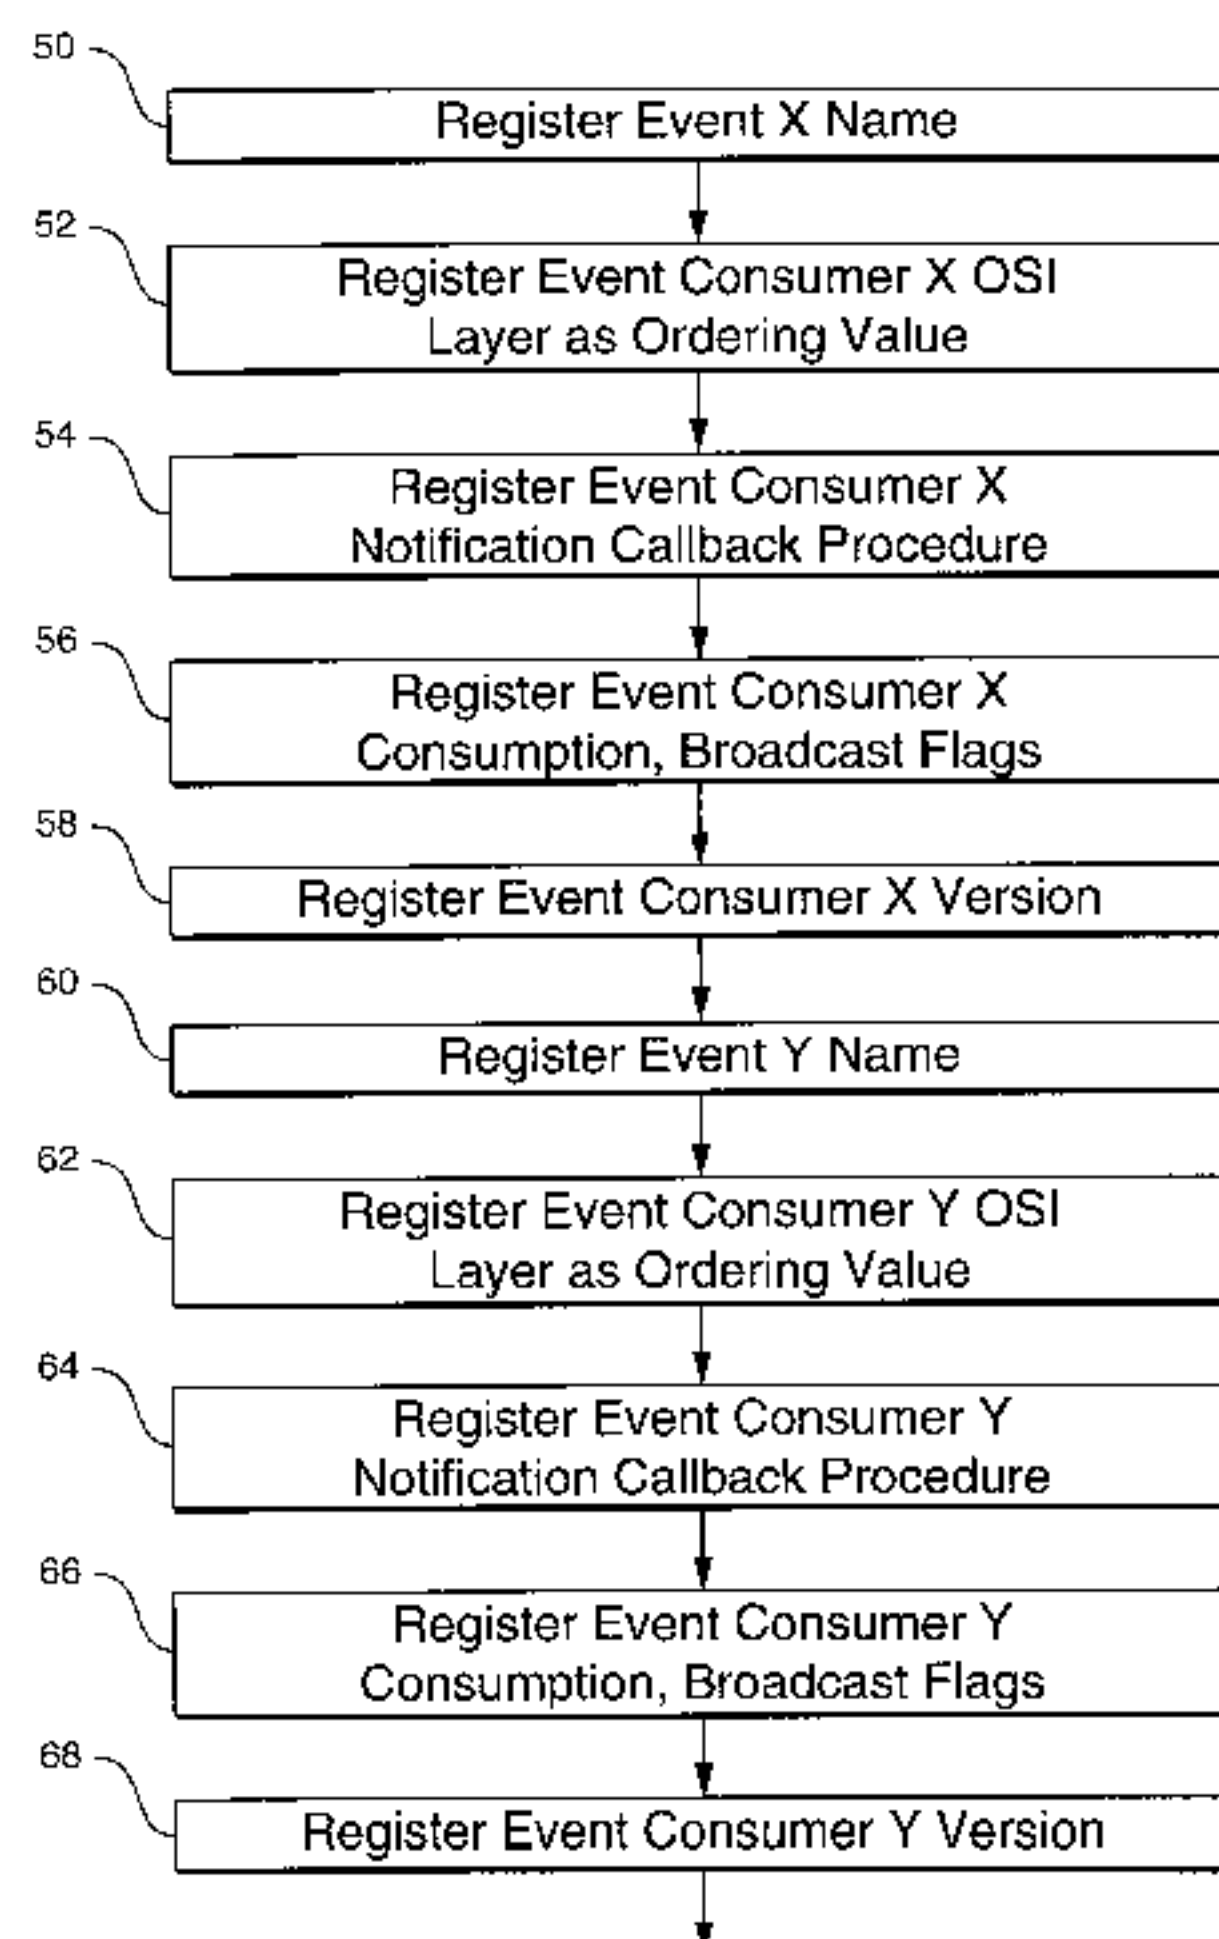 50
Register Event X Name
52
Register Event Consumer X OSI
Layer as Ordering Value
54
Register Event Consumer X
Notification Callback Procedure
56
Register Event Consumer X
Consumption, Broadcast Flags
58
Register Event Consumer X Version
60
Register Event Y Name
62
Register Event Consumer Y OSI
Layer as Ordering Value
64
Register Event Consumer Y
Notification Callback Procedure
66
Register Event Consumer Y
Consumption, Broadcast Flags
68
Register Event Consumer Y Version